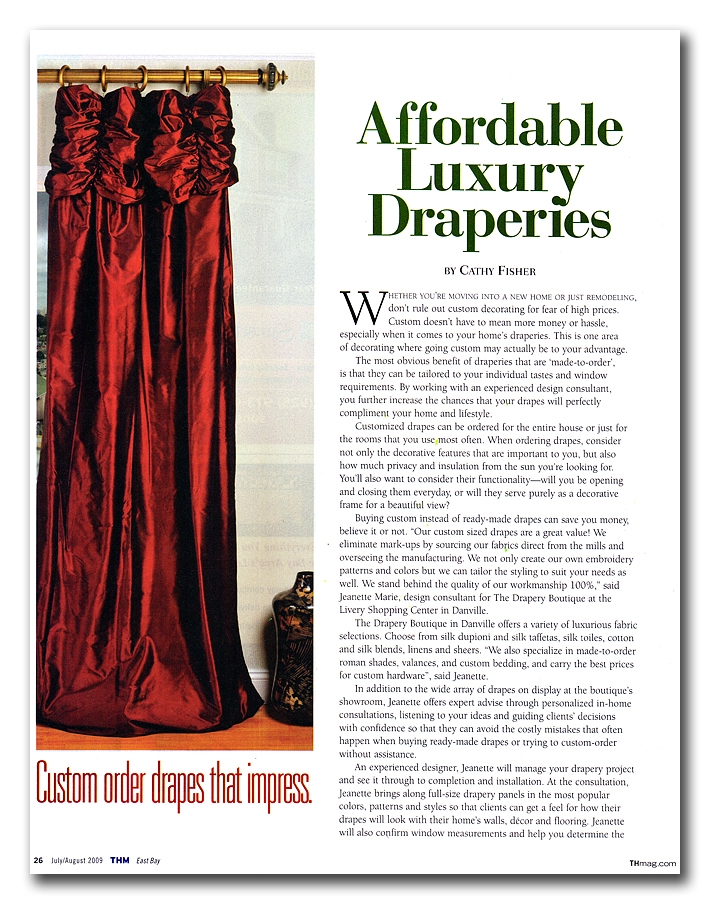 Affordable
Luxury
Draperies
BY CATHY FISHER
WHETHER YOU'RE MOVING INTO A NEW HOME OR JUST REMODELING,
don't rule out custom decorating for fear of high prices.
Custom doesn't have to mean more money or hassle,
especially when it comes to your home's draperies. This is one area
of decorating where going custom may actually be to your advantage.
The most obvious benefit of draperies that are 'made-to-order',
is that they can be tailored to your individual tastes and window
requirements. By working with an experienced design consultant,
you further increase the chances that your drapes will perfectly
compliment your home and lifestyle.
Customized drapes can be ordered for the entire house or just for
the rooms that you use most often. When ordering drapes, consider
not only the decorative features that are important to you, but also
how much privacy and insulation from the sun you're looking for.
You'll also want to consider their functionality—will you be opening
and closing them everyday, or will they serve purely as a decorative
frame for a beautiful view?
Buying custom instead of ready-made drapes can save you money,
believe it or not. "Our custom sized drapes are a great value! We
eliminate mark-ups by sourcing our fabrics direct from the mills and
overseeing the manufacturing. We not only create our own embroidery
patterns and colors but we can tailor the styling to suit your needs as
well. We stand behind the quality of our workmanship 100%," said
Jeanette Marie, design consultant for The Drapery Boutique at the
Livery Shopping Center in Danville.
The Drapery Boutique in Danville offers a variety of luxurious fabric
selections. Choose from silk dupioni and silk taffetas, silk toiles, cotton
and silk blends, linens and sheers. "We also specialize in made-to-order
roman shades, valances, and custom bedding, and carry the best prices
for custom hardware", said Jeanette.
In addition to the wide array of drapes on display at the boutique's
showroom, Jeanette offers expert advise through personalized in-home
consultations, listening to your ideas and guiding clients' decisions
with confidence so that they can avoid the costly mistakes that often
happen when buying ready-made drapes or trying to custom-order
without assistance.
An experienced designer, Jeanette will manage your drapery project
and see it through to completion and installation. At the consultation,
Jeanette brings along full-size drapery panels in the most popular
colors, patterns and styles so that clients can get a feel for how their
drapes will look with their home's walls, décor and flooring. Jeanette
will also confirm window measurements and help you determine the
Custom order drapes that impress.
26 July/August 2009 THM East Bay
THmag.com